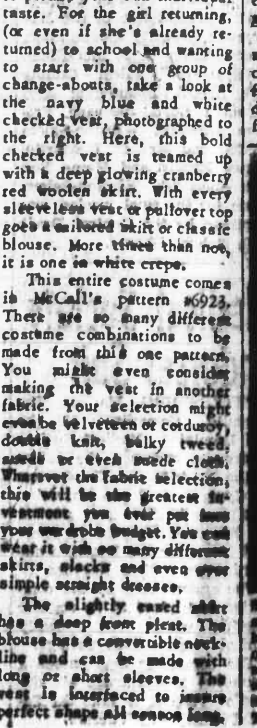 taste. For the girl returning,
(or even if she's already re-
turned) to school and wanting
to start with one group of
change-abouts, take a look at
the navy blue and white
checked vest, photographed to
the right. Here, this bold
checked vest is teamed up
with a deep glowing cranberry
red woolen skirt. With every
sleeveless vest or pullover top
goes a tailored skirt or classic
blouse. More times than not,
it is one in white crepe.
This entire costume comes
in McCall's pattern #6923.
There are so many different
costume combinations to be
made from this one pattern.
You might even consider
making the vest in another
fabric. Your selection might
even be velveteen or corduroy,
double knit, bulky tweed,
or even suede cloth.
Whatever the fabric selection,
this will be the greatest in-
vestment you ever put into
your wardrobe budget. You can
wear it with so many different
skirts, slacks and even over
simple straight dresses.
The slightly eased skirt
has a deep front pleat. The
blouse has a convertible neck-
line and can be made with
long or short sleeves. The
vest is interfaced to insure
perfect shape all season long.